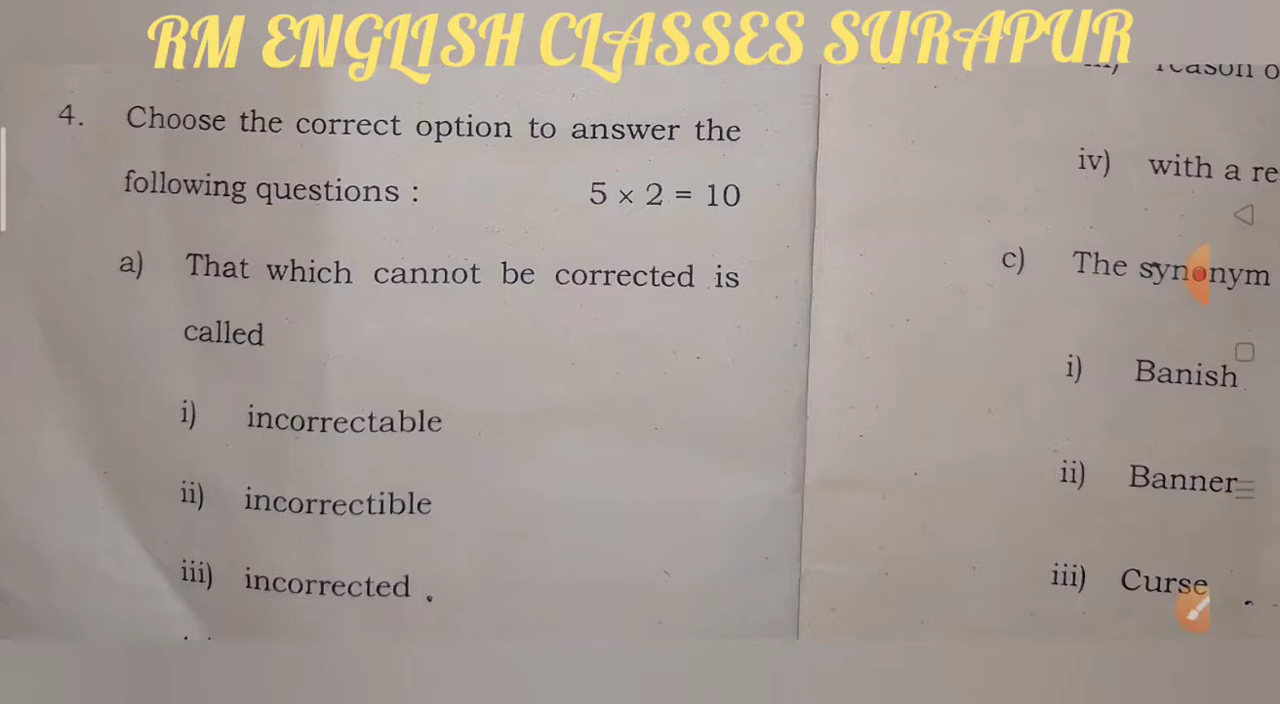 RM ENGLISH CLASSES SURAPUR
4. Choose the correct option to answer the
following questions : 5 × 2 = 10
a) That which cannot be corrected is
called
i) incorrectable
ii) incorrectible
iii) incorrected .
reason o
iv) with a re
c) The synonym
i) Banish
ii) Banner
iii) Curse